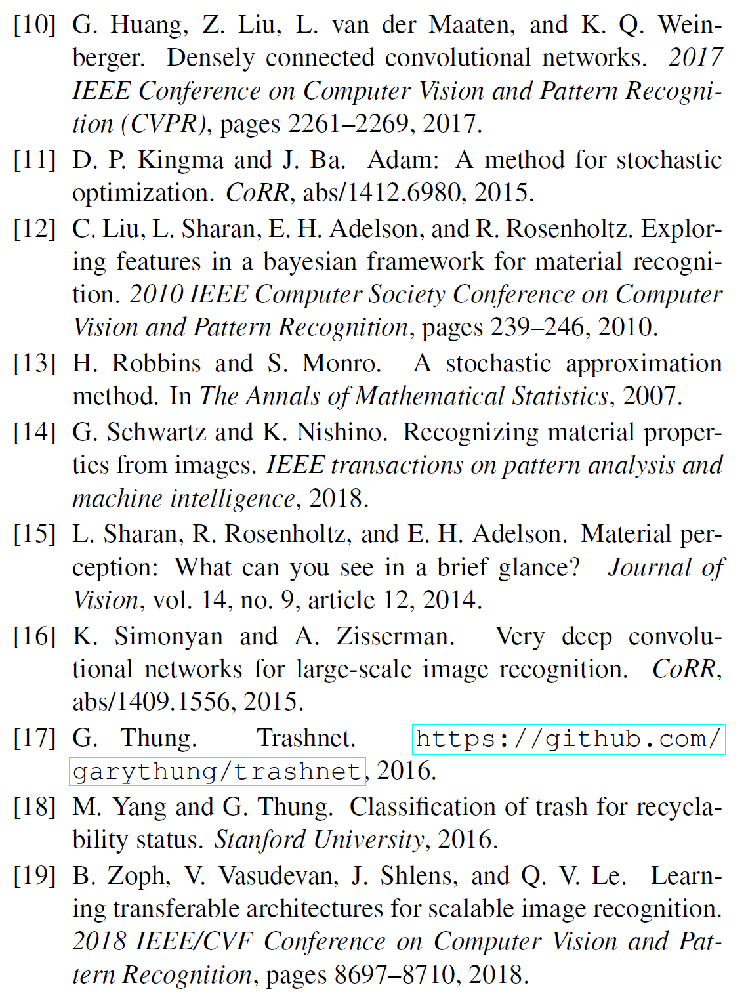 [10] G. Huang, Z. Liu, L. van der Maaten, and K. Q. Wein-
berger. Densely connected convolutional networks. 2017
IEEE Conference on Computer Vision and Pattern Recogni-
tion (CVPR), pages 2261–2269, 2017.
[11] D. P. Kingma and J. Ba. Adam: A method for stochastic
optimization. CoRR, abs/1412.6980, 2015.
[12] C. Liu, L. Sharan, E. H. Adelson, and R. Rosenholtz. Explor-
ing features in a bayesian framework for material recogni-
tion. 2010 IEEE Computer Society Conference on Computer
Vision and Pattern Recognition, pages 239–246, 2010.
[13] H. Robbins and S. Monro. A stochastic approximation
method. In The Annals of Mathematical Statistics, 2007.
[14] G. Schwartz and K. Nishino. Recognizing material proper-
ties from images. IEEE transactions on pattern analysis and
machine intelligence, 2018.
[15] L. Sharan, R. Rosenholtz, and E. H. Adelson. Material per-
ception: What can you see in a brief glance? Journal of
Vision, vol. 14, no. 9, article 12, 2014.
[16] K. Simonyan and A. Zisserman. Very deep convolu-
tional networks for large-scale image recognition. CoRR,
abs/1409.1556, 2015.
[17] G. Thung. Trashnet. https://github.com/
garythung/trashnet, 2016.
[18] M. Yang and G. Thung. Classification of trash for recycla-
bility status. Stanford University, 2016.
[19] B. Zoph, V. Vasudevan, J. Shlens, and Q. V. Le. Learn-
ing transferable architectures for scalable image recognition.
2018 IEEE/CVF Conference on Computer Vision and Pat-
tern Recognition, pages 8697–8710, 2018.